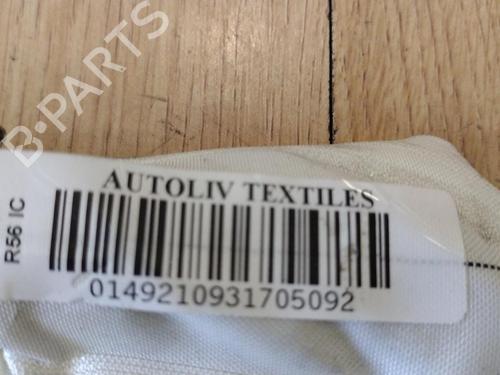 B-PARTS
AUTOLIV TEXTILES
R56 IC
0149210931705092